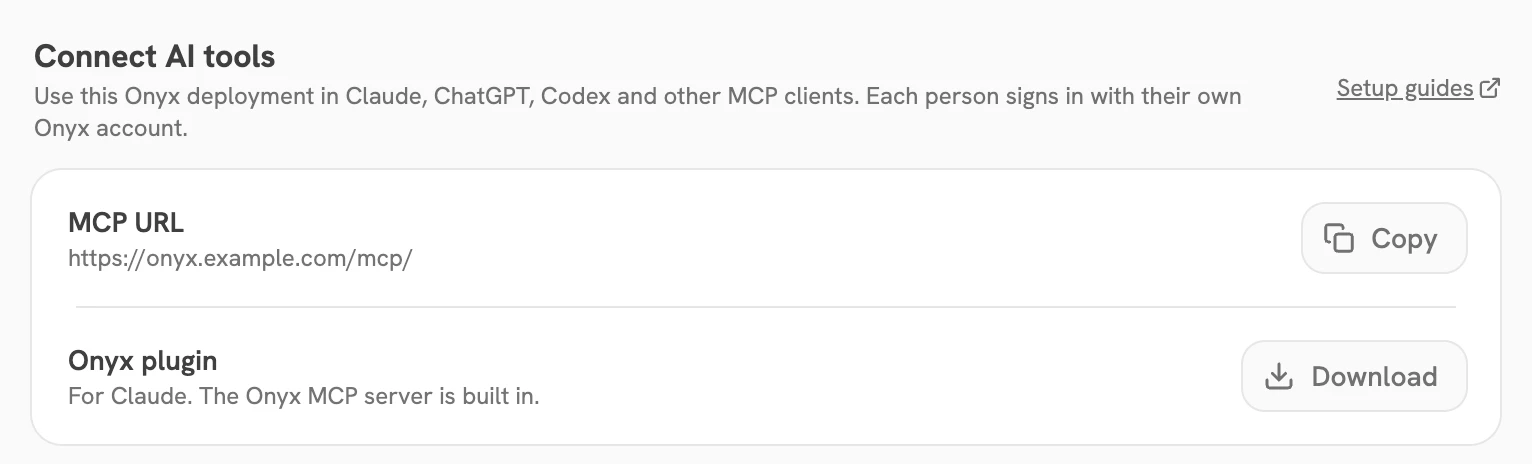 Connect AI tools
Use this Onyx deployment in Claude, ChatGPT, Codex and other MCP clients. Each person signs in with their own
Onyx account.
Setup guides
MCP URL
https://onyx.example.com/mcp/
Copy
Onyx plugin
For Claude. The Onyx MCP server is built in.
Download